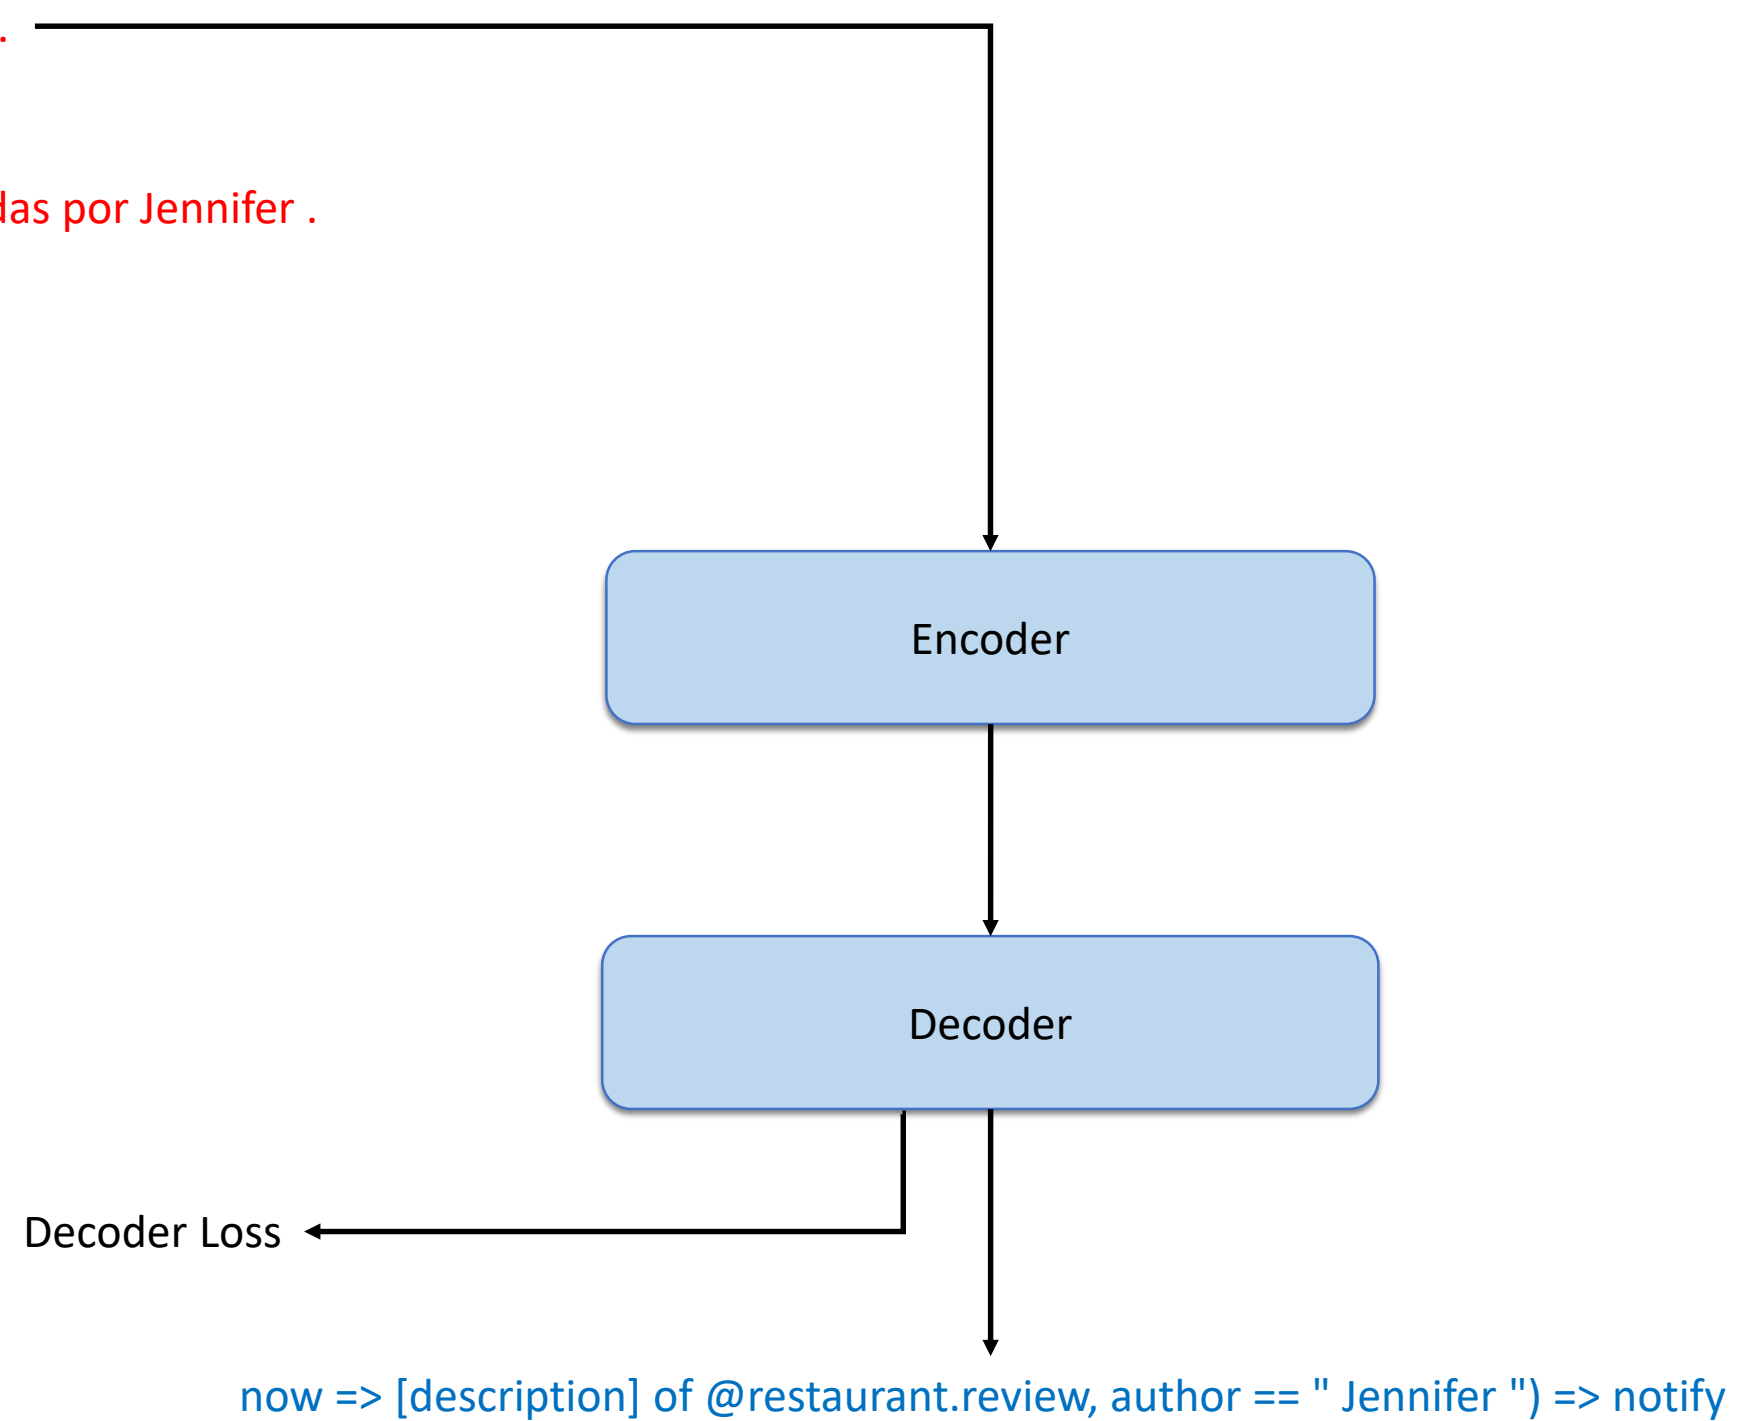 .
das por Jennifer .
Encoder
Decoder
Decoder Loss
now => [description] of @restaurant.review, author == " Jennifer ") => notify